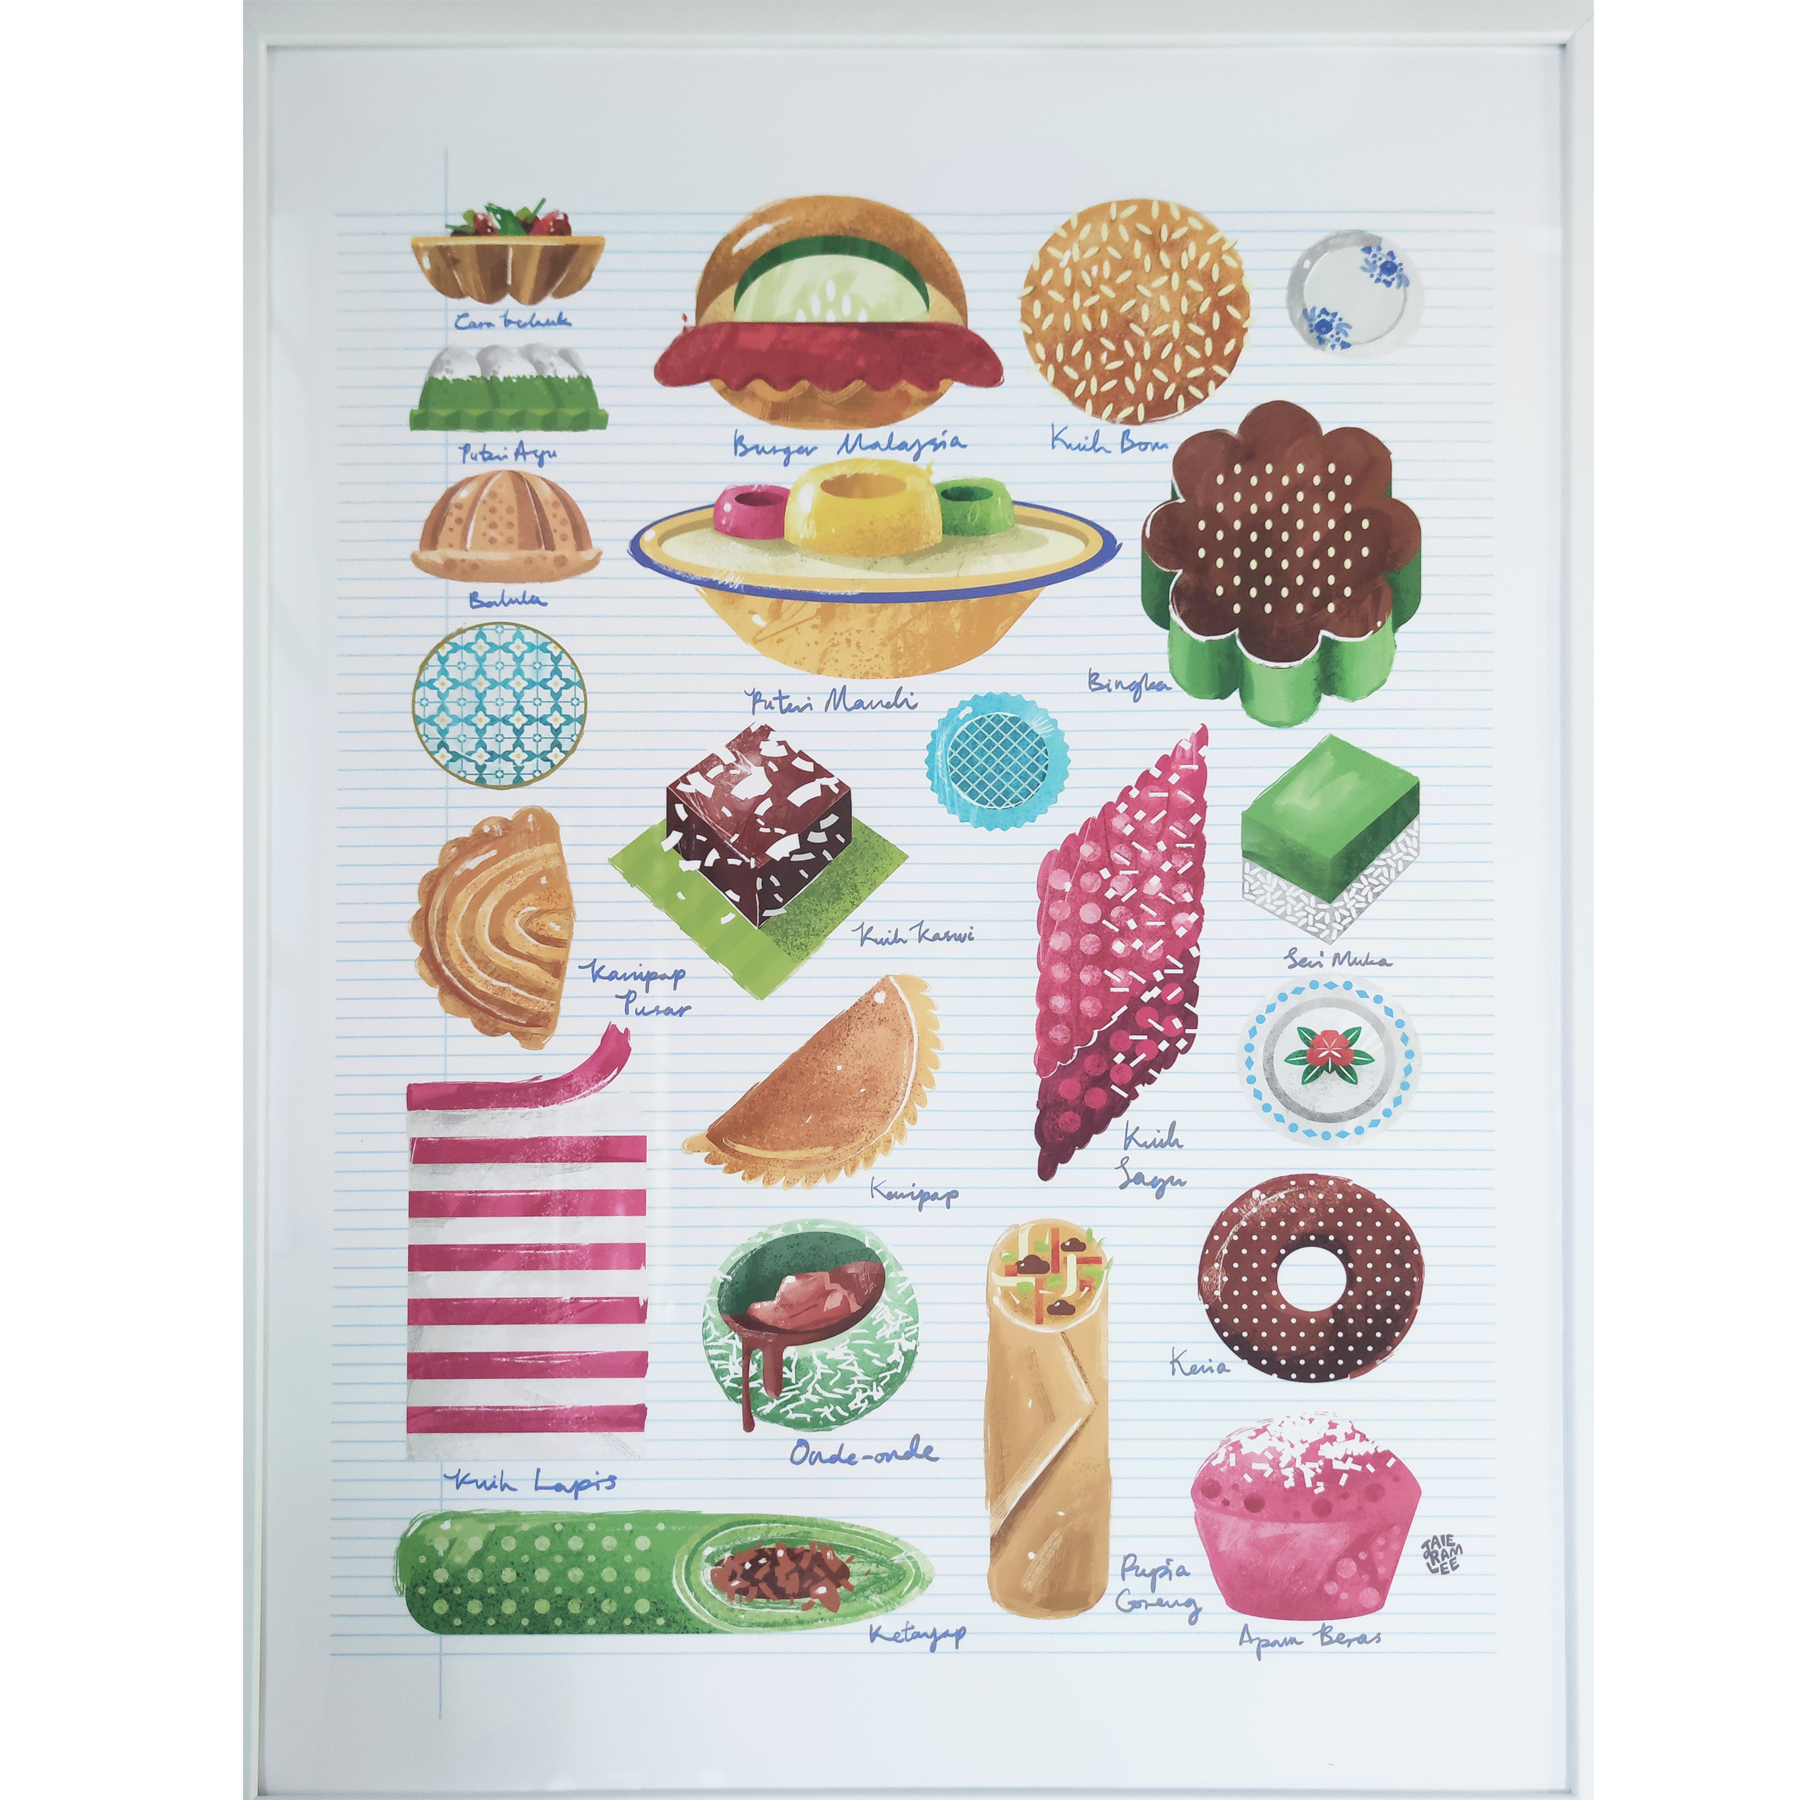 Cara berlauk
Puteri Ayu
Burger Malaysia
Kuih Bom
Bahulu
Puteri Mandi
Bingka
Kuih Kaswi
Karipap
Pusar
Seri Muka
Kuih
Sagu
Karipap
Keria
Onde-onde
Kuih Lapis
Popia
Goreng
JAIE
RAM
LEE
Ketayap
Apam Beras